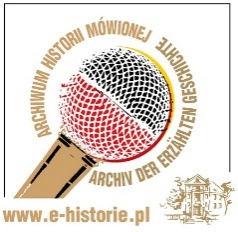 ARCHIWUM HISTORII MÓWIONEJ
ARCHIV DER ERZÄHLTEN GESCHICHTE
www.e-historie.pl